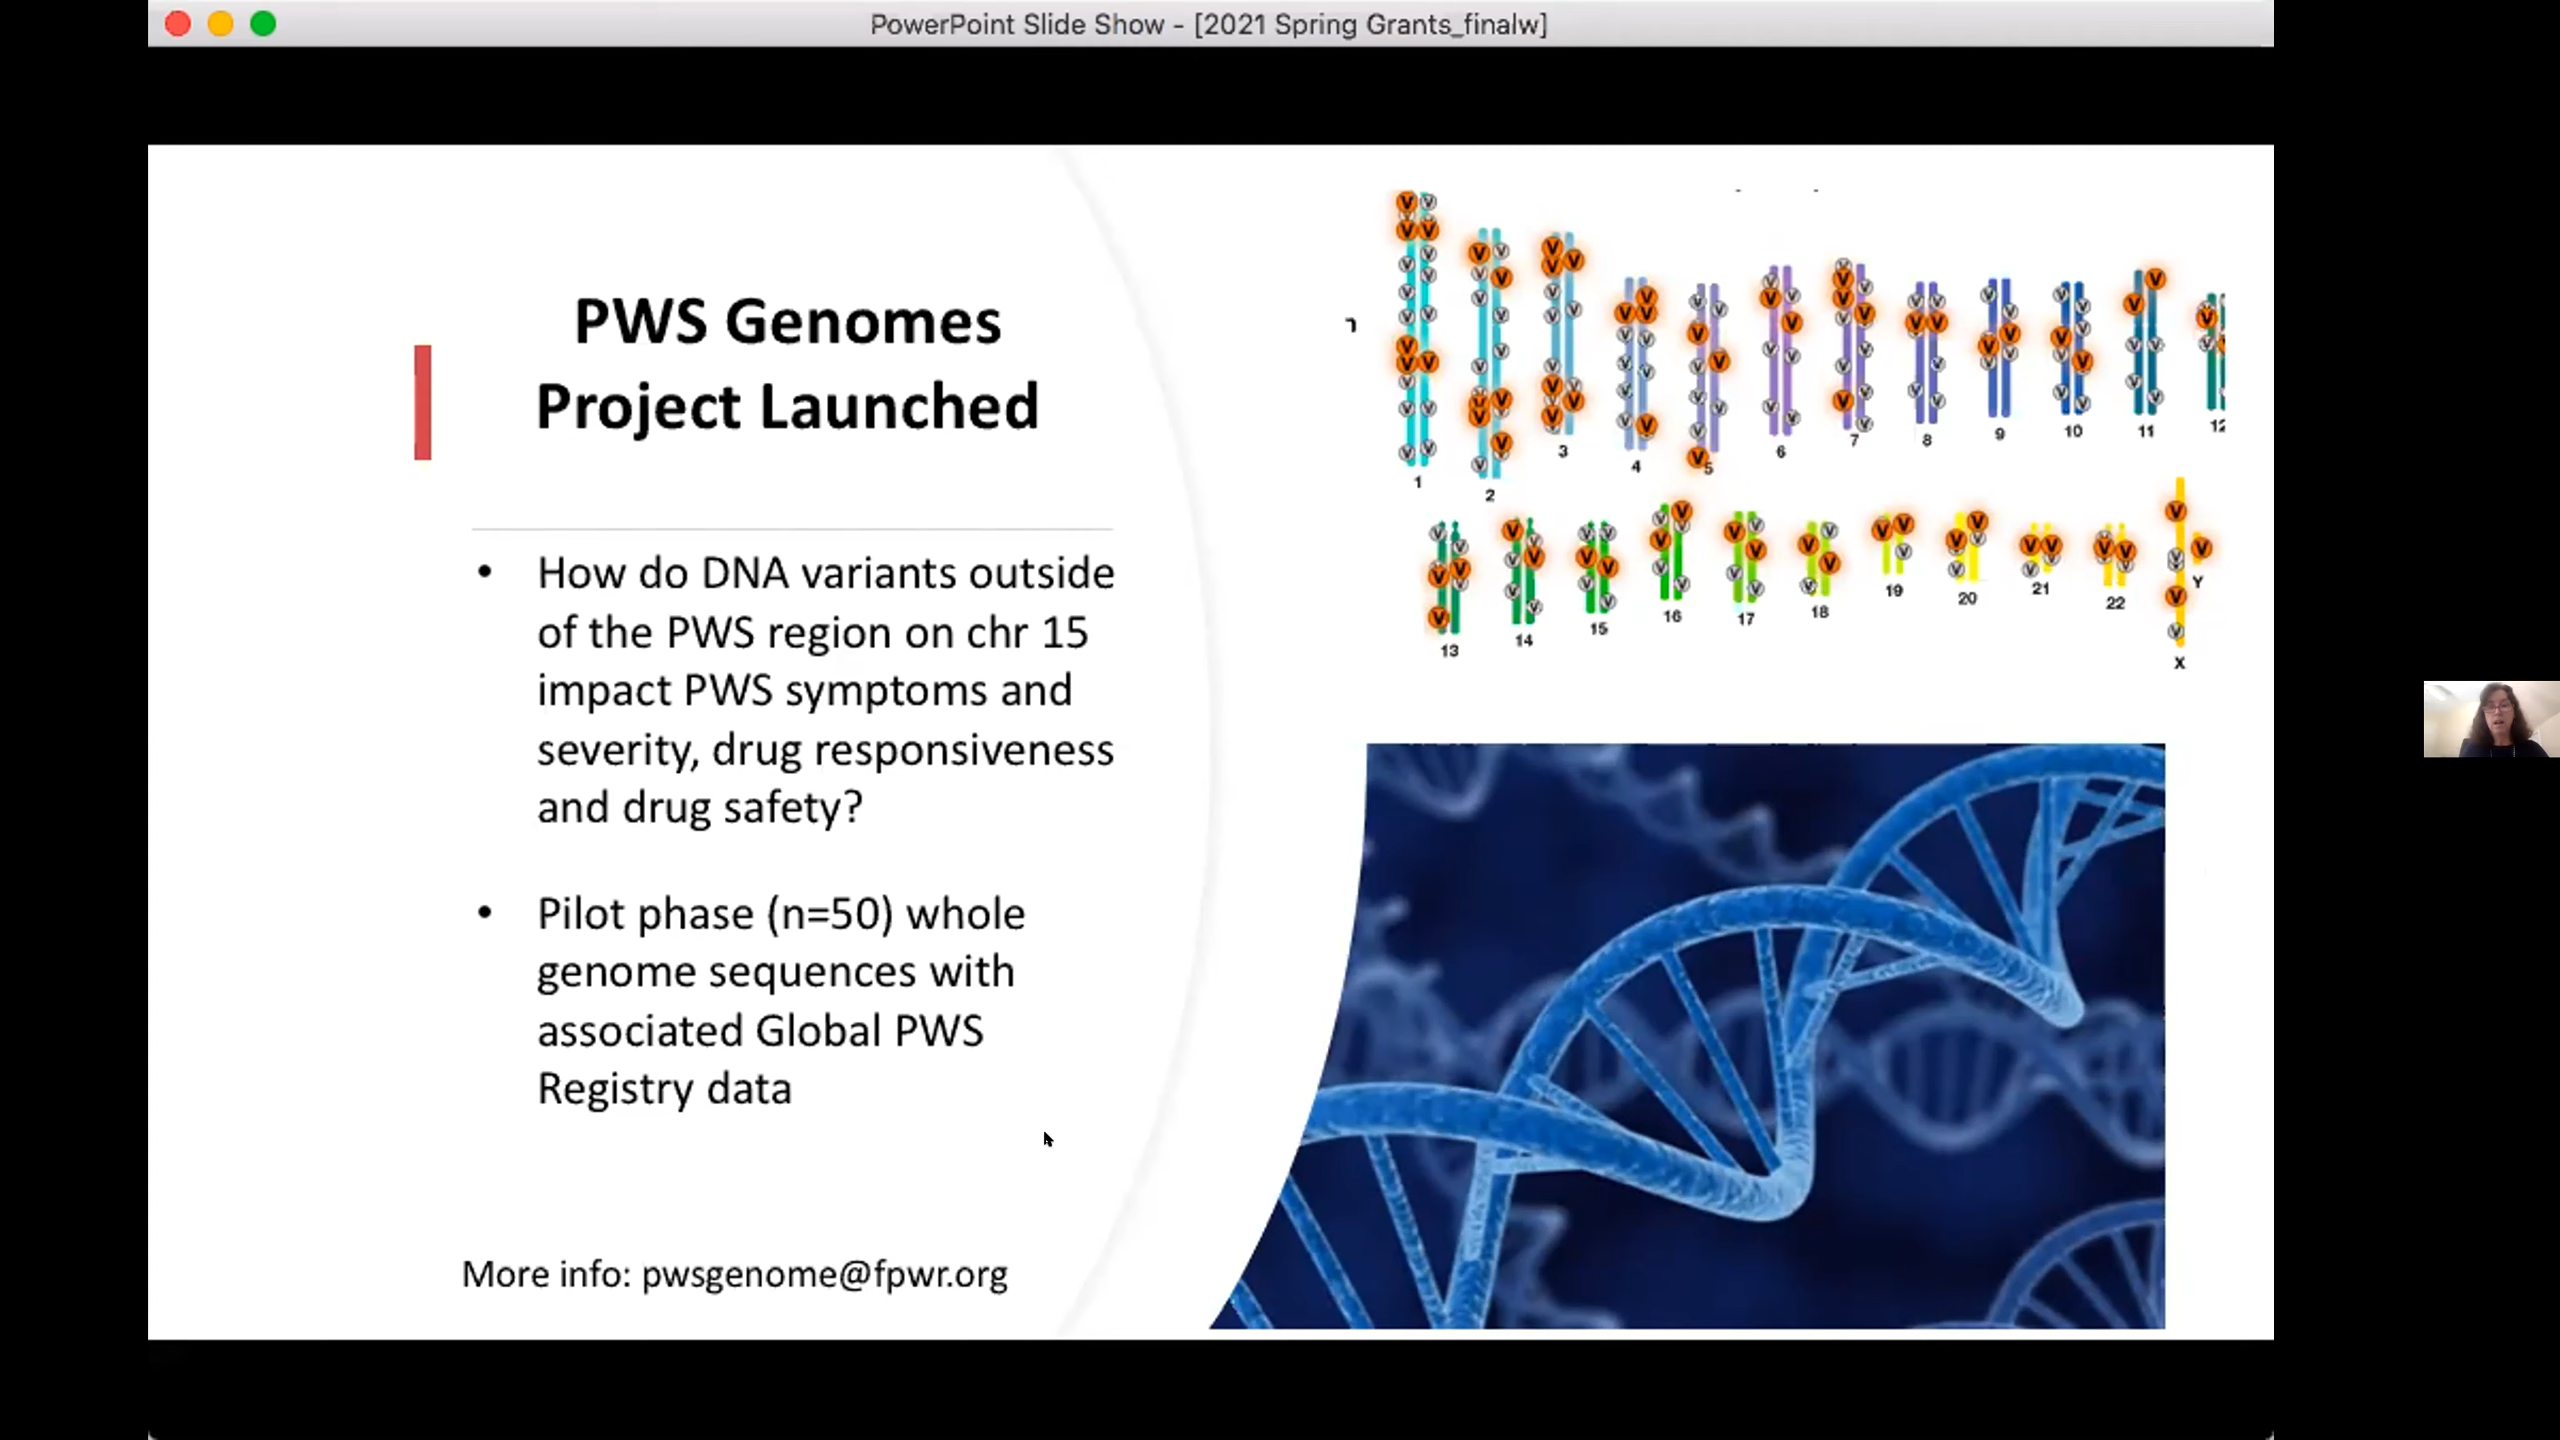 PowerPoint Slide Show - [2021 Spring Grants_finalw]
PWS Genomes
Project Launched
• How do DNA variants outside
of the PWS region on chr 15
impact PWS symptoms and
severity, drug responsiveness
and drug safety?
• Pilot phase (n=50) whole
genome sequences with
associated Global PWS
Registry data
More info: pwsgenome@fpwr.org
1 2 3 4 5 6 7 8 9 10 11 12
13 14 15 16 17 18 19 20 21 22 X Y